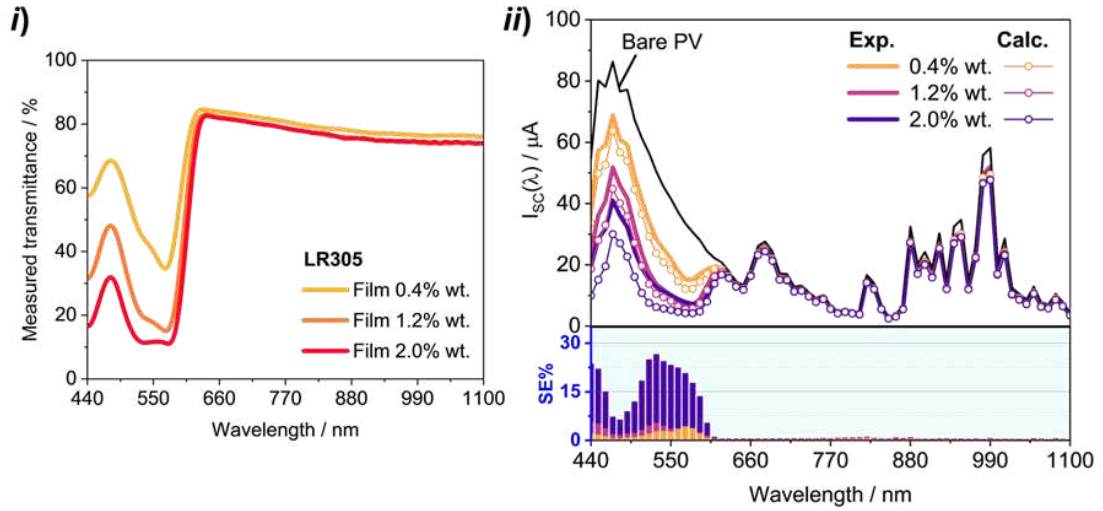 i)
100
80
60
40
20
0
Measured transmittance / %
LR305
Film 0.4% wt.
Film 1.2% wt.
Film 2.0% wt.
440 550 660 770 880 990 1100
Wavelength / nm
ii)
Bare PV
Exp. Calc.
0.4% wt.
1.2% wt.
2.0% wt.
100
80
60
40
20
0
ISC(λ) / µA
30
15
0
SE%
440 550 660 770 880 990 1100
Wavelength / nm